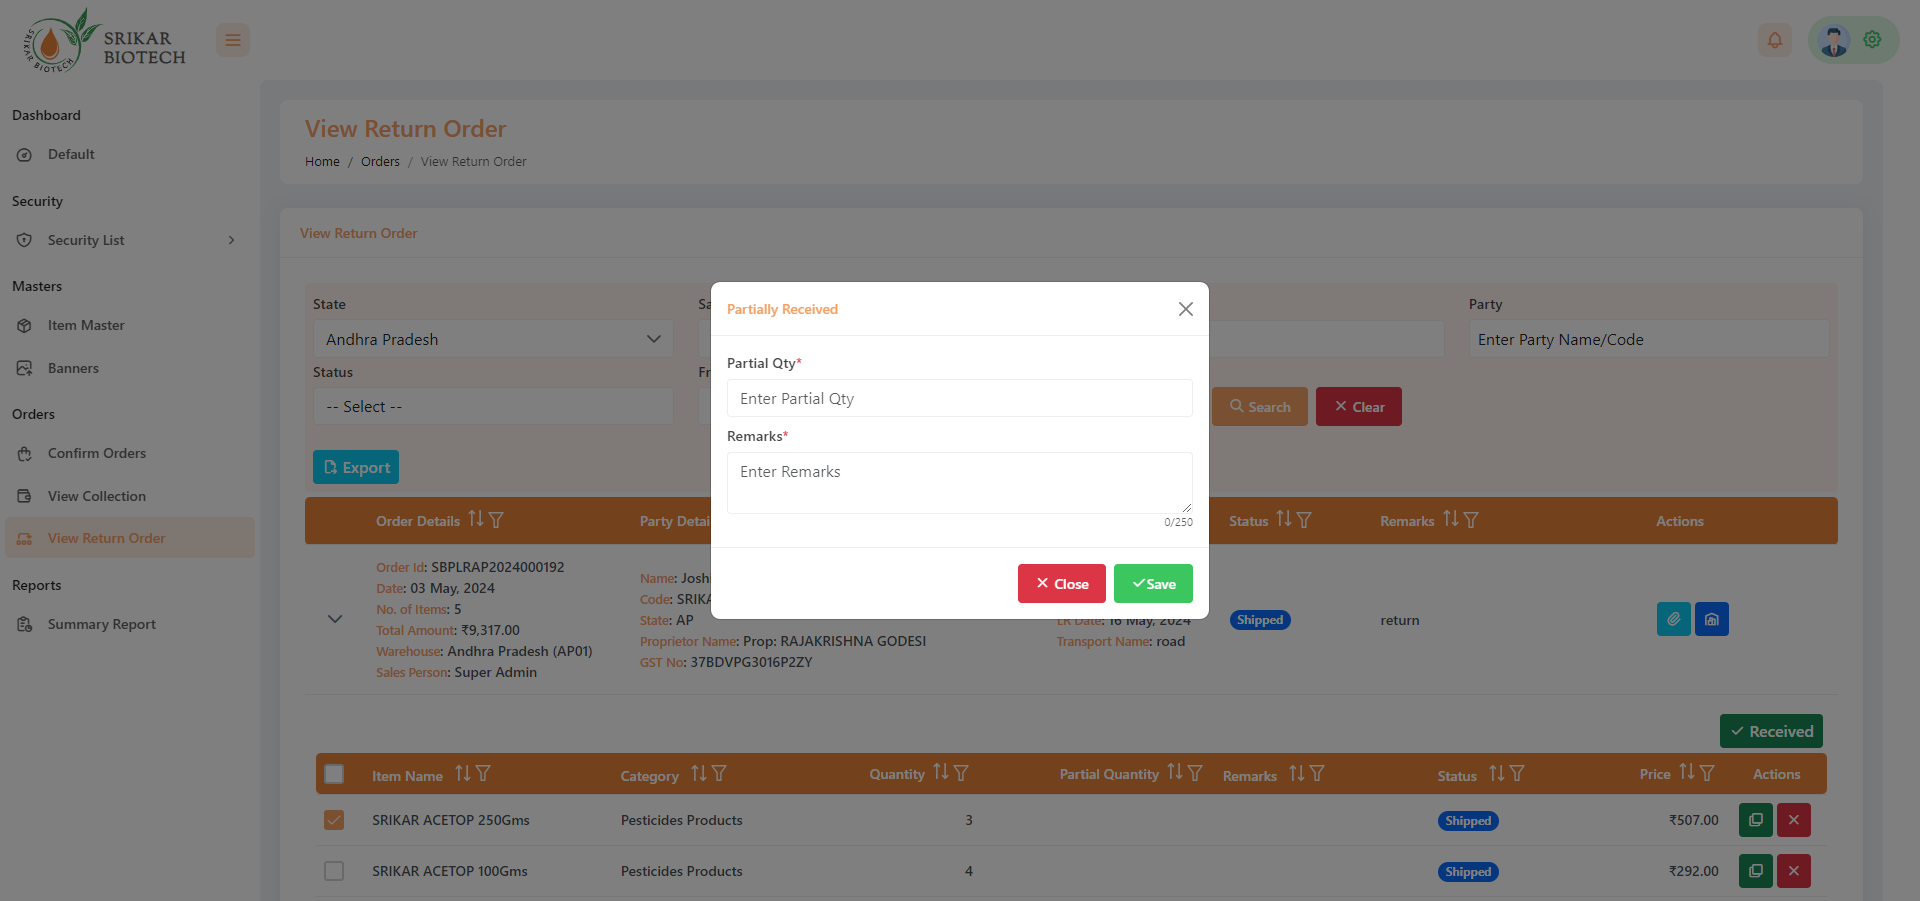 SRIKAR BIOTECH
SRIKAR
BIOTECH
Dashboard
Default
Security
Security List
Masters
Item Master
Banners
Orders
Confirm Orders
View Collection
View Return Order
Reports
Summary Report
View Return Order
Home / Orders / View Return Order
View Return Order
State
Andhra Pradesh
Sa
Party
Enter Party Name/Code
Status
-- Select --
Fr
Search
Clear
Export
Partially Received
Partial Qty*
Enter Partial Qty
Remarks*
Enter Remarks
0/250
Close
Save
Order Details
Party Detai
Status
Remarks
Actions
Order Id: SBPLRAP2024000192
Date: 03 May, 2024
No. of Items: 5
Total Amount: ₹9,317.00
Warehouse: Andhra Pradesh (AP01)
Sales Person: Super Admin
Name: Josh
Code: SRIKA
State: AP
Proprietor Name: Prop: RAJAKRISHNA GODESI
GST No: 37BDVPG3016P2ZY
LR Date: 16 May, 2024
Transport Name: road
Shipped
return
Received
Item Name
Category
Quantity
Partial Quantity
Remarks
Status
Price
Actions
SRIKAR ACETOP 250Gms
Pesticides Products
3
Shipped
₹507.00
SRIKAR ACETOP 100Gms
Pesticides Products
4
Shipped
₹292.00